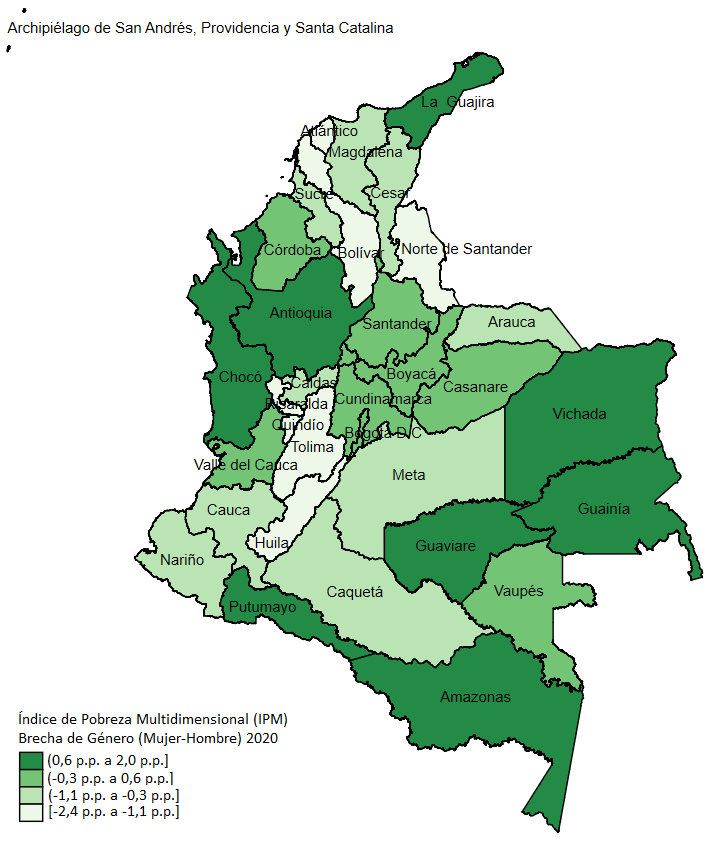 Archipiélago de San Andrés, Providencia y Santa Catalina
La Guajira
Atlántico
Magdalena
Cesar
Sucre
Córdoba
Bolívar
Norte de Santander
Antioquia
Santander
Arauca
Chocó
Caldas
Boyacá
Casanare
Risaralda
Cundinamarca
Vichada
Quindío
Bogotá D.C
Tolima
Valle del Cauca
Meta
Cauca
Guainía
Huila
Guaviare
Nariño
Caquetá
Vaupés
Putumayo
Amazonas
Índice de Pobreza Multidimensional (IPM)
Brecha de Género (Mujer-Hombre) 2020
(0,6 p.p. a 2,0 p.p.]
(-0,3 p.p. a 0,6 p.p.]
(-1,1 p.p. a -0,3 p.p.]
[-2,4 p.p. a -1,1 p.p.]